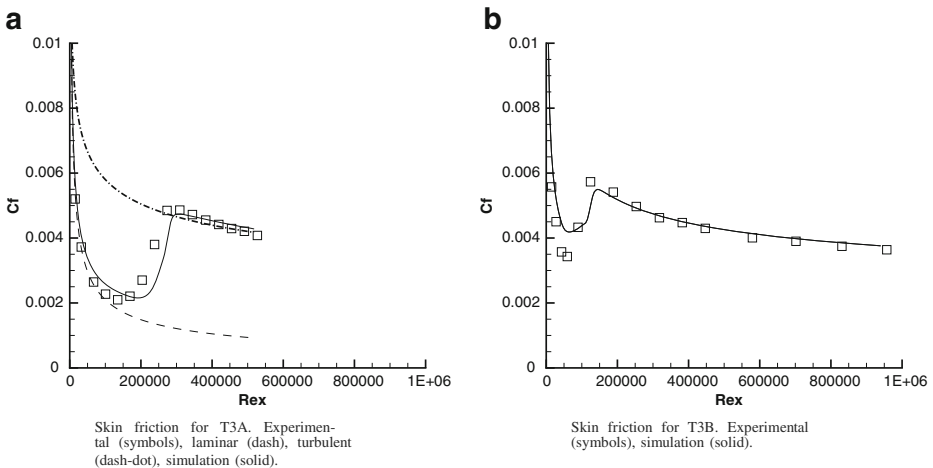 a
b
0.01
0.008
0.006
0.004
0.002
0
Cf
0 200000 400000 600000 800000 1E+06
Rex
0.01
0.008
0.006
0.004
0.002
0
Cf
0 200000 400000 600000 800000 1E+06
Rex
Skin friction for T3A. Experimen-
tal (symbols), laminar (dash), turbulent
(dash-dot), simulation (solid).
Skin friction for T3B. Experimental
(symbols), simulation (solid).